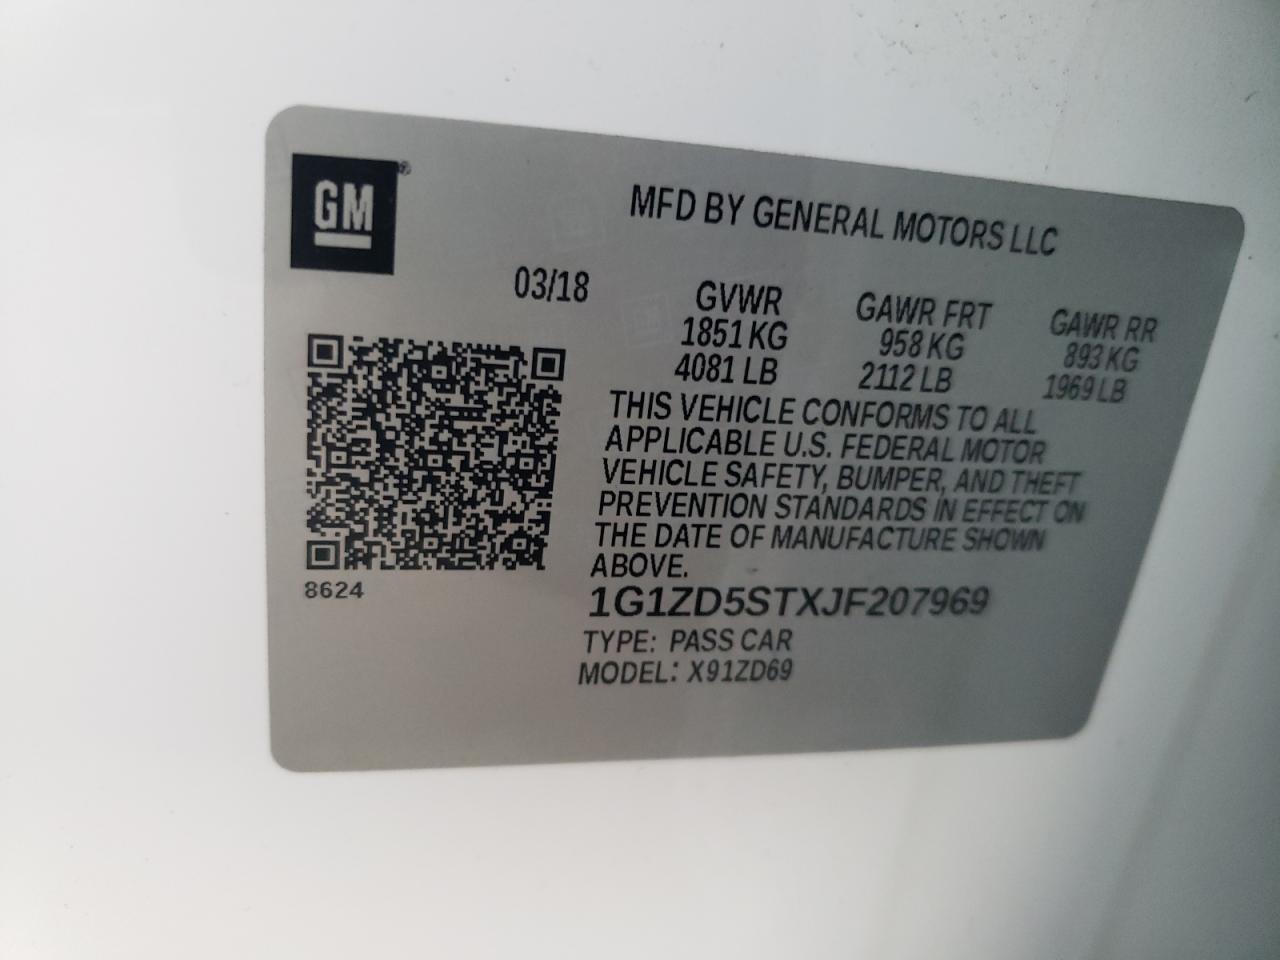 GM
MFD BY GENERAL MOTORS LLC
03/18
GVWR GAWR FRT GAWR RR
1851 KG 958 KG 893 KG
4081 LB 2112 LB 1969 LB
THIS VEHICLE CONFORMS TO ALL
APPLICABLE U.S. FEDERAL MOTOR
VEHICLE SAFETY, BUMPER, AND THEFT
PREVENTION STANDARDS IN EFFECT ON
THE DATE OF MANUFACTURE SHOWN
ABOVE.
8624
1G1ZD5STXJF207969
TYPE: PASS CAR
MODEL: X91ZD69